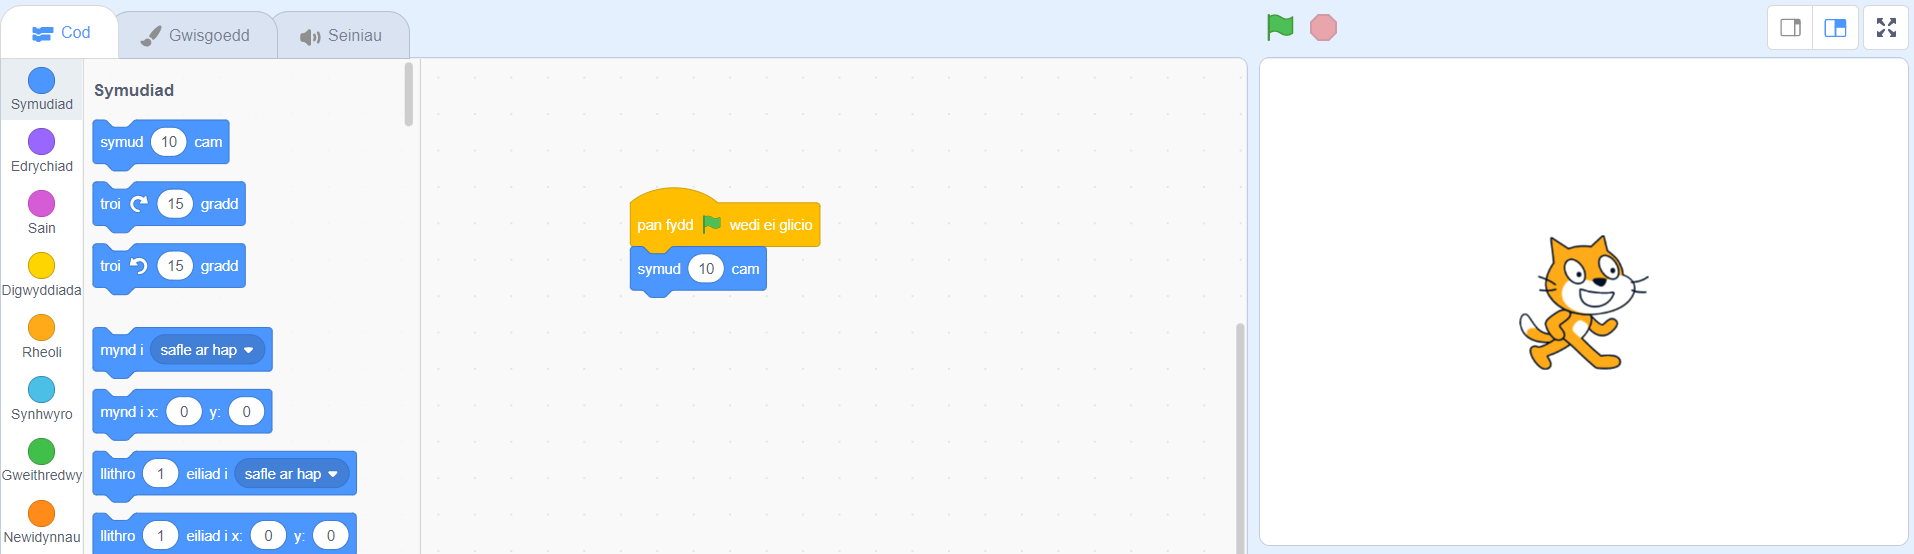 Cod
Gwisgoedd
Seiniau
Symudiad
Edrychiad
Sain
Digwyddiada
Rheoli
Synhwyro
Gweithredwy
Newidynnau
Symudiad
symud 10 cam
troi 15 gradd
troi 15 gradd
mynd i safle ar hap
mynd i x: 0 y: 0
llithro 1 eiliad i safle ar hap
llithro 1 eiliad i x: 0 y: 0
pan fydd wedi ei glicio
symud 10 cam